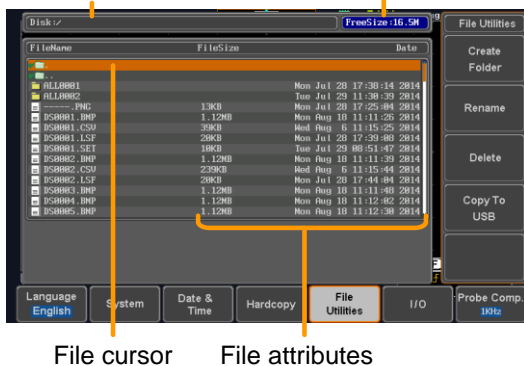 Disk:/ FreeSize:16.5M File Utilities
FileName FileSize Date
Create
Folder
.
..
ALL0001 Mon Jul 28 17:38:14 2014
ALL0002 Tue Jul 29 11:30:39 2014
-----.PNG 13KB Mon Jul 28 17:25:04 2014
DS0001.BMP 1.12MB Mon Aug 18 11:11:26 2014
DS0001.CSV 39KB Wed Aug 6 11:15:25 2014
DS0001.LSF 20KB Mon Jul 28 17:39:08 2014
DS0001.SET 10KB Tue Jul 29 08:51:47 2014
DS0002.BMP 1.12MB Mon Aug 18 11:11:39 2014
DS0002.CSV 239KB Wed Aug 6 11:15:44 2014
DS0002.LSF 20KB Mon Jul 28 17:44:04 2014
DS0003.BMP 1.12MB Mon Aug 18 11:11:48 2014
DS0004.BMP 1.12MB Mon Aug 18 11:12:02 2014
DS0005.BMP 1.12MB Mon Aug 18 11:12:30 2014
Rename
Delete
Copy To
USB
Language
English
System
Date &
Time
Hardcopy
File
Utilities
I/O
Probe Comp.
1KHz
File cursor File attributes